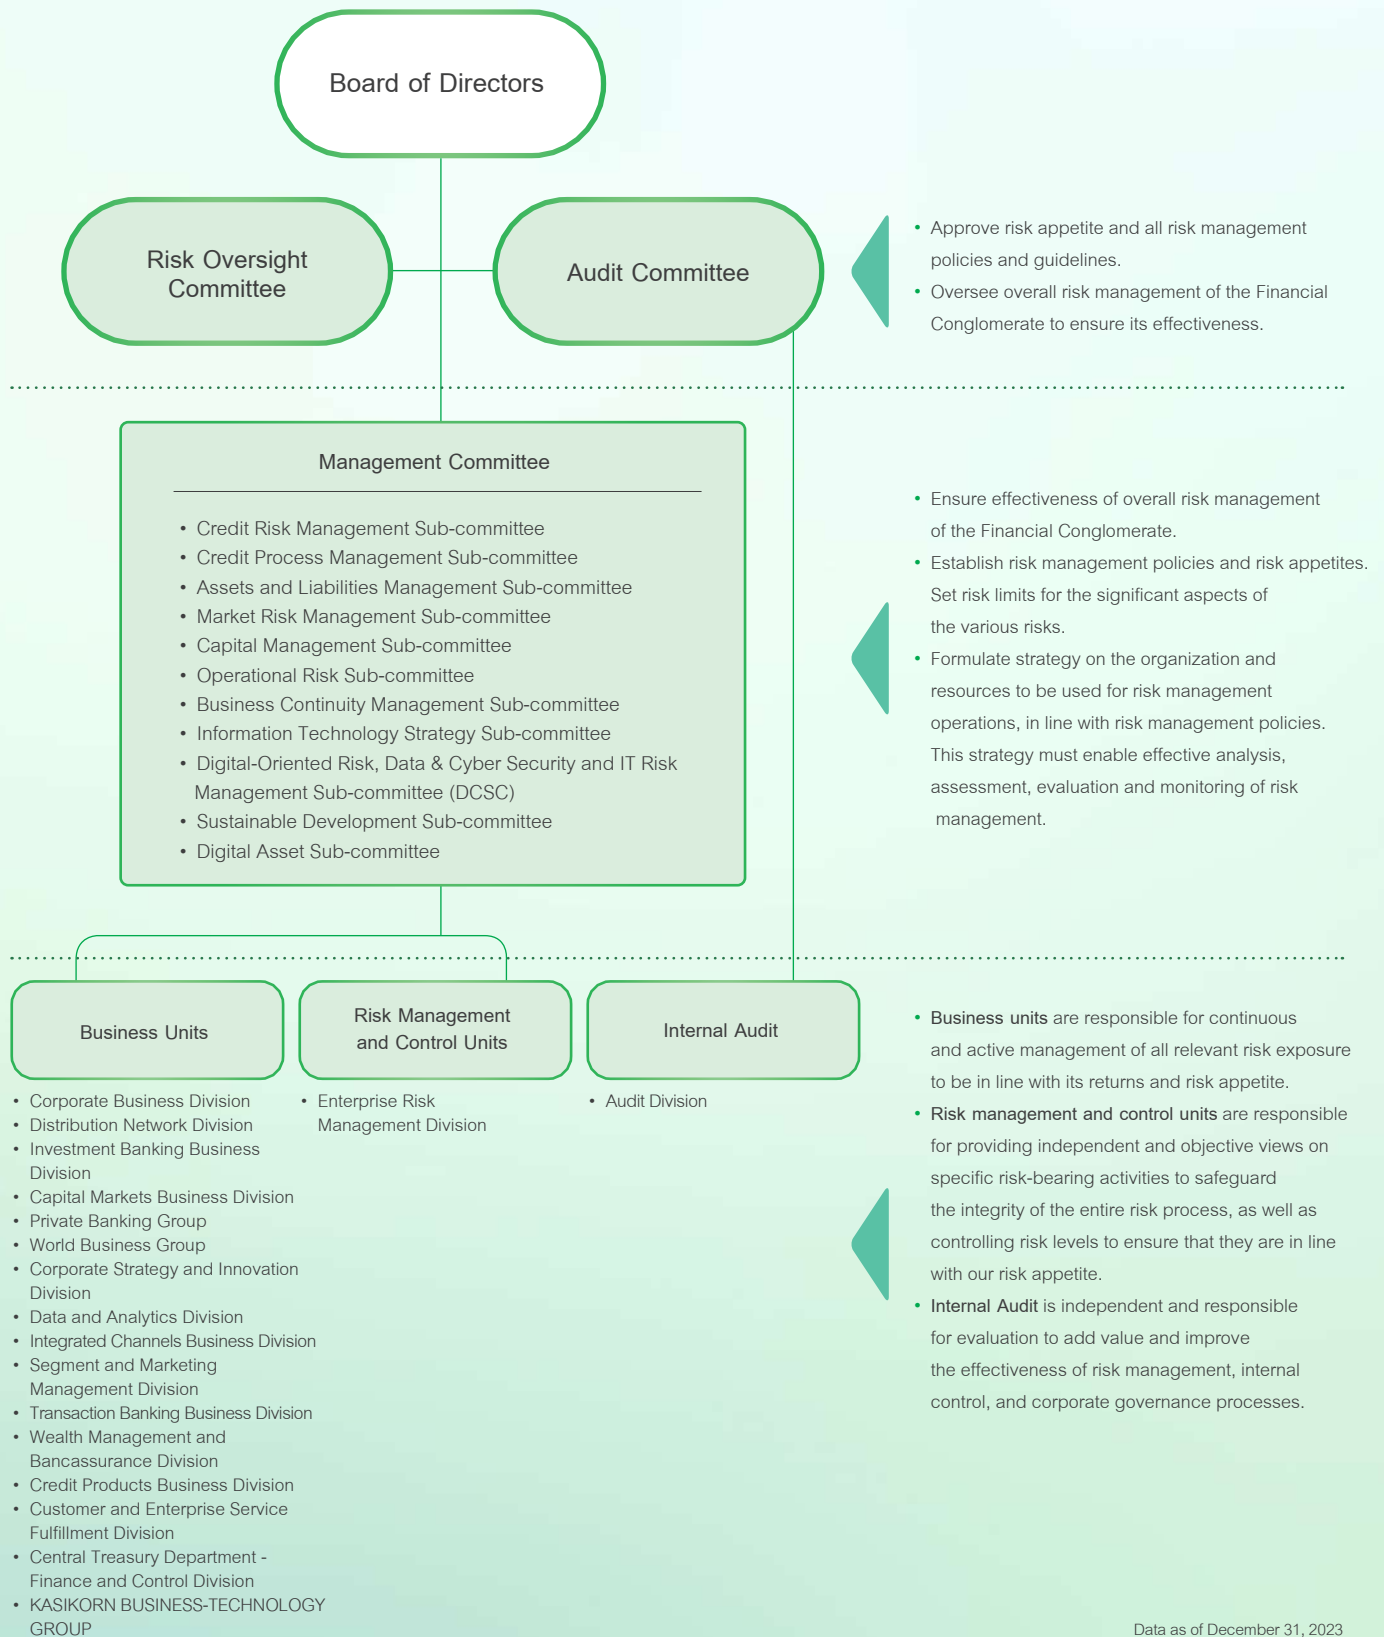 Board of Directors
Risk Oversight
Committee
Audit Committee
• Approve risk appetite and all risk management
policies and guidelines.
• Oversee overall risk management of the Financial
Conglomerate to ensure its effectiveness.
Management Committee
• Credit Risk Management Sub-committee
• Credit Process Management Sub-committee
• Assets and Liabilities Management Sub-committee
• Market Risk Management Sub-committee
• Capital Management Sub-committee
• Operational Risk Sub-committee
• Business Continuity Management Sub-committee
• Information Technology Strategy Sub-committee
• Digital-Oriented Risk, Data & Cyber Security and IT Risk
Management Sub-committee (DCSC)
• Sustainable Development Sub-committee
• Digital Asset Sub-committee
• Ensure effectiveness of overall risk management
of the Financial Conglomerate.
• Establish risk management policies and risk appetites.
Set risk limits for the significant aspects of
the various risks.
• Formulate strategy on the organization and
resources to be used for risk management
operations, in line with risk management policies.
This strategy must enable effective analysis,
assessment, evaluation and monitoring of risk
management.
Business Units
• Corporate Business Division
• Distribution Network Division
• Investment Banking Business
Division
• Capital Markets Business Division
• Private Banking Group
• World Business Group
• Corporate Strategy and Innovation
Division
• Data and Analytics Division
• Integrated Channels Business Division
• Segment and Marketing
Management Division
• Transaction Banking Business Division
• Wealth Management and
Bancassurance Division
• Credit Products Business Division
• Customer and Enterprise Service
Fulfillment Division
• Central Treasury Department -
Finance and Control Division
• KASIKORN BUSINESS-TECHNOLOGY
GROUP
Risk Management
and Control Units
• Enterprise Risk
Management Division
Internal Audit
• Audit Division
• Business units are responsible for continuous
and active management of all relevant risk exposure
to be in line with its returns and risk appetite.
• Risk management and control units are responsible
for providing independent and objective views on
specific risk-bearing activities to safeguard
the integrity of the entire risk process, as well as
controlling risk levels to ensure that they are in line
with our risk appetite.
• Internal Audit is independent and responsible
for evaluation to add value and improve
the effectiveness of risk management, internal
control, and corporate governance processes.
Data as of December 31, 2023